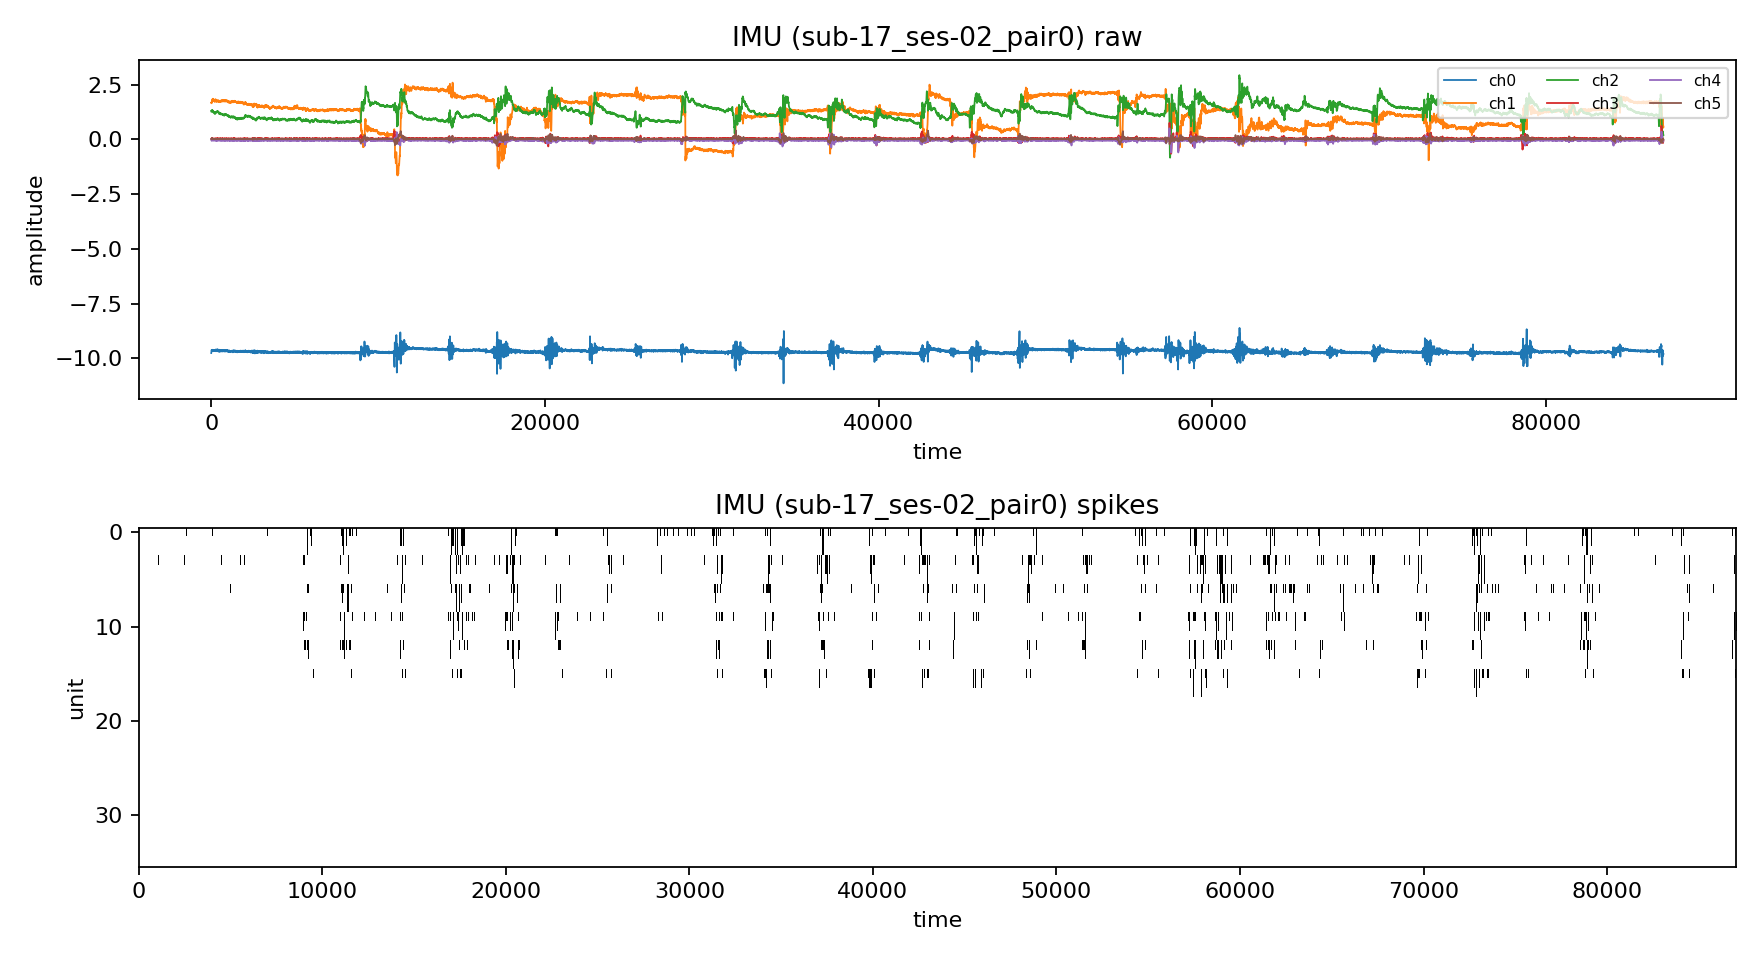 IMU (sub-17_ses-02_pair0) raw
amplitude
2.5
0.0
−2.5
−5.0
−7.5
−10.0
ch0 ch2 ch4
ch1 ch3 ch5
0 20000 40000 60000 80000
time
IMU (sub-17_ses-02_pair0) spikes
unit
0
10
20
30
0 10000 20000 30000 40000 50000 60000 70000 80000
time